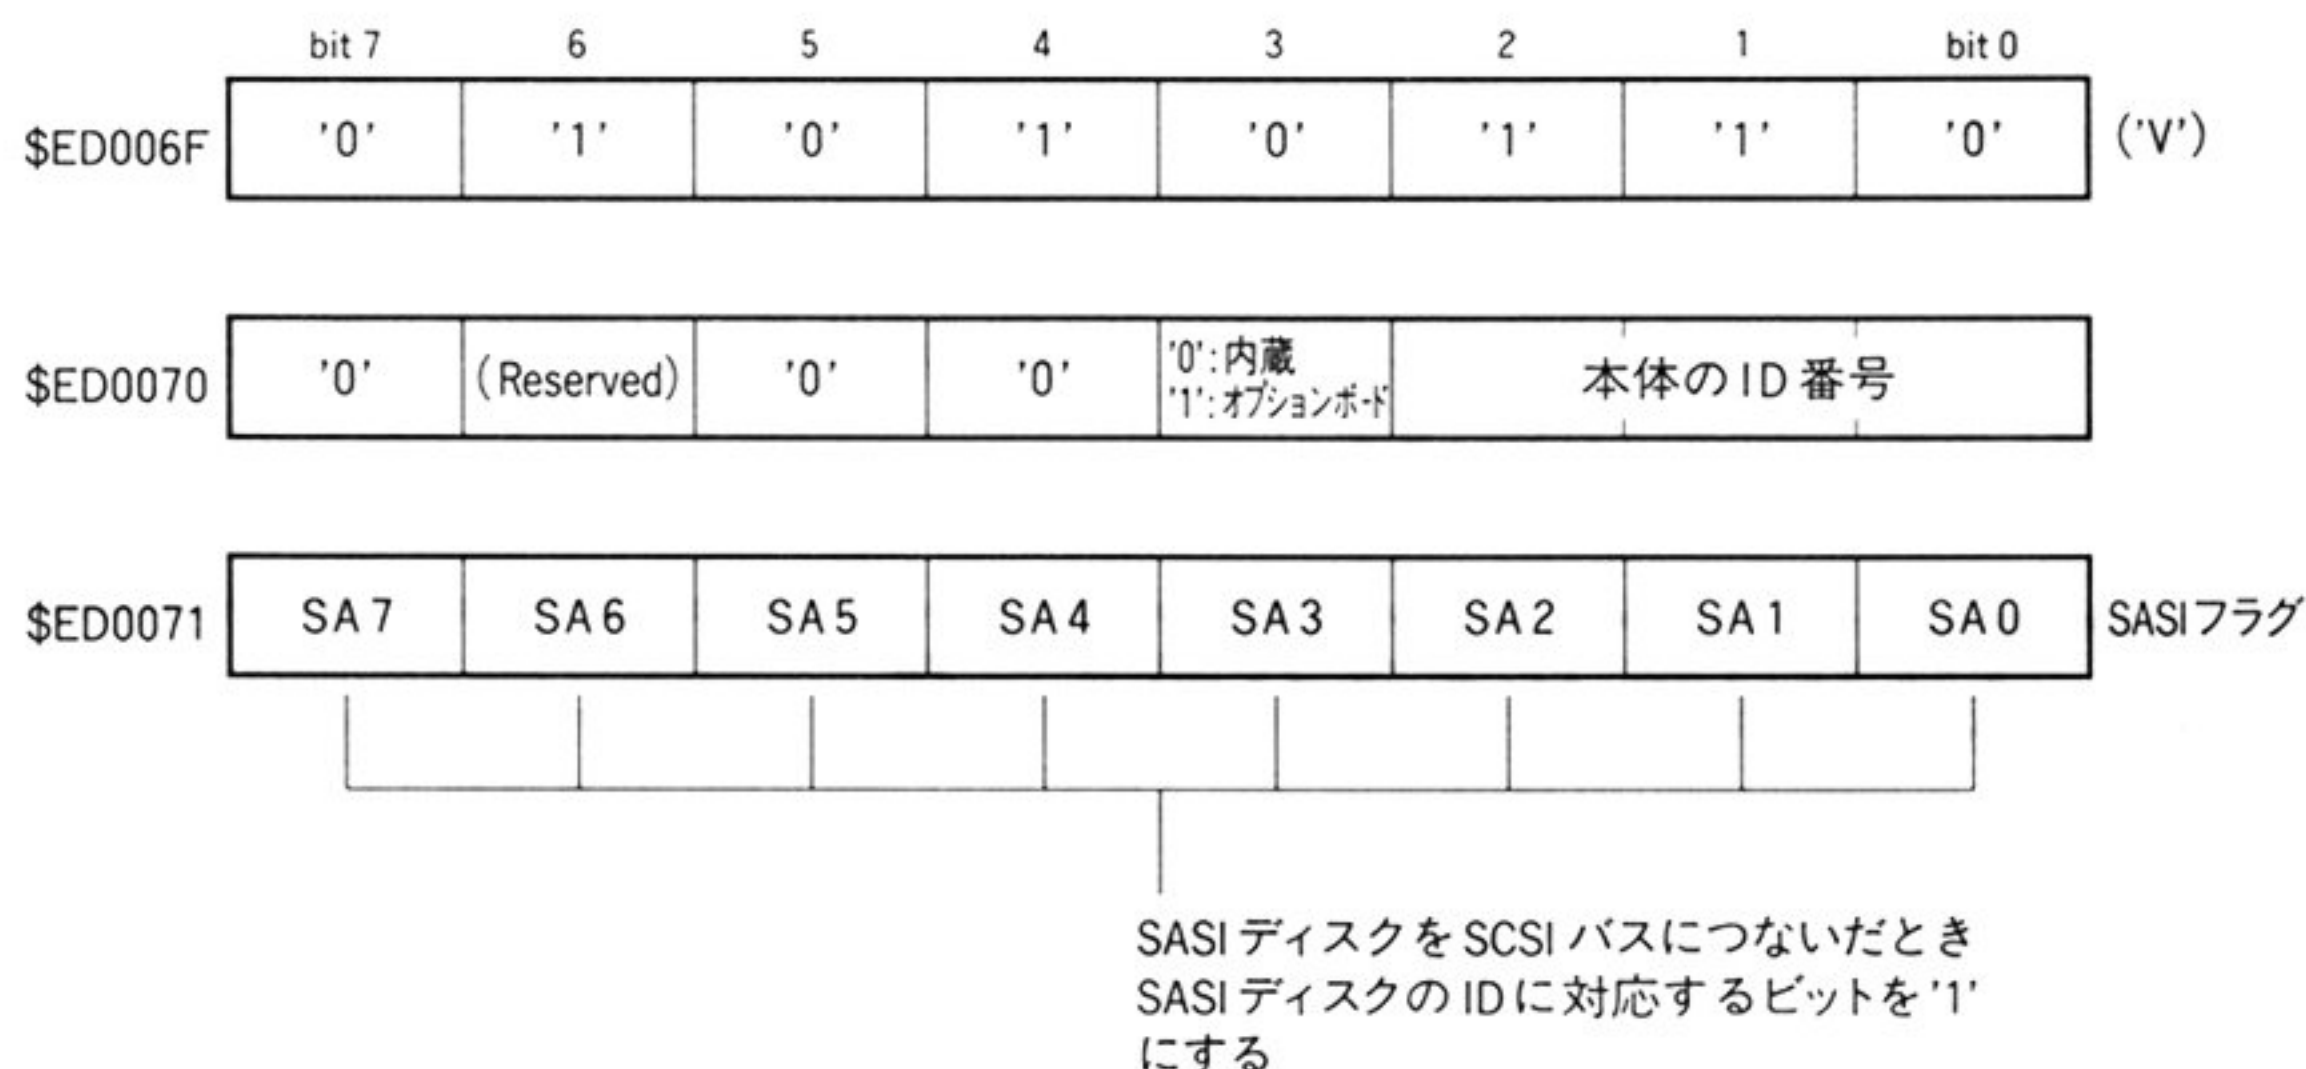 bit 7 6 5 4 3 2 1 bit 0
$ED006F '0' '1' '0' '1' '0' '1' '1' '0' ('V')
$ED0070 '0' (Reserved) '0' '0' '0':内蔵 本体のID番号
'1':オプションボード
$ED0071 SA7 SA6 SA5 SA4 SA3 SA2 SA1 SA0 SASIフラグ
SASIディスクをSCSIバスにつないだとき
SASIディスクのIDに対応するビットを'1'
にする